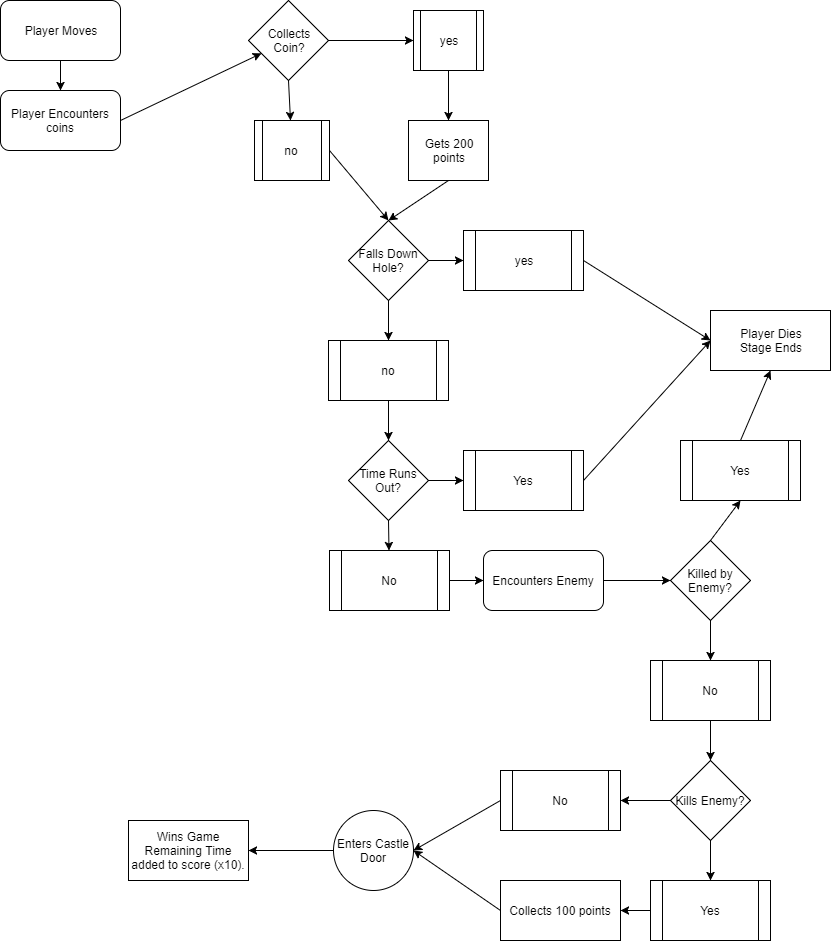 Player Moves
Player Encounters
coins
Collects
Coin?
yes
no
Gets 200
points
Falls Down
Hole?
yes
Player Dies
Stage Ends
no
Time Runs
Out?
Yes
Yes
No
Encounters Enemy
Killed by
Enemy?
No
Kills Enemy?
No
Enters Castle
Door
Wins Game
Remaining Time
added to score (x10).
Collects 100 points
Yes